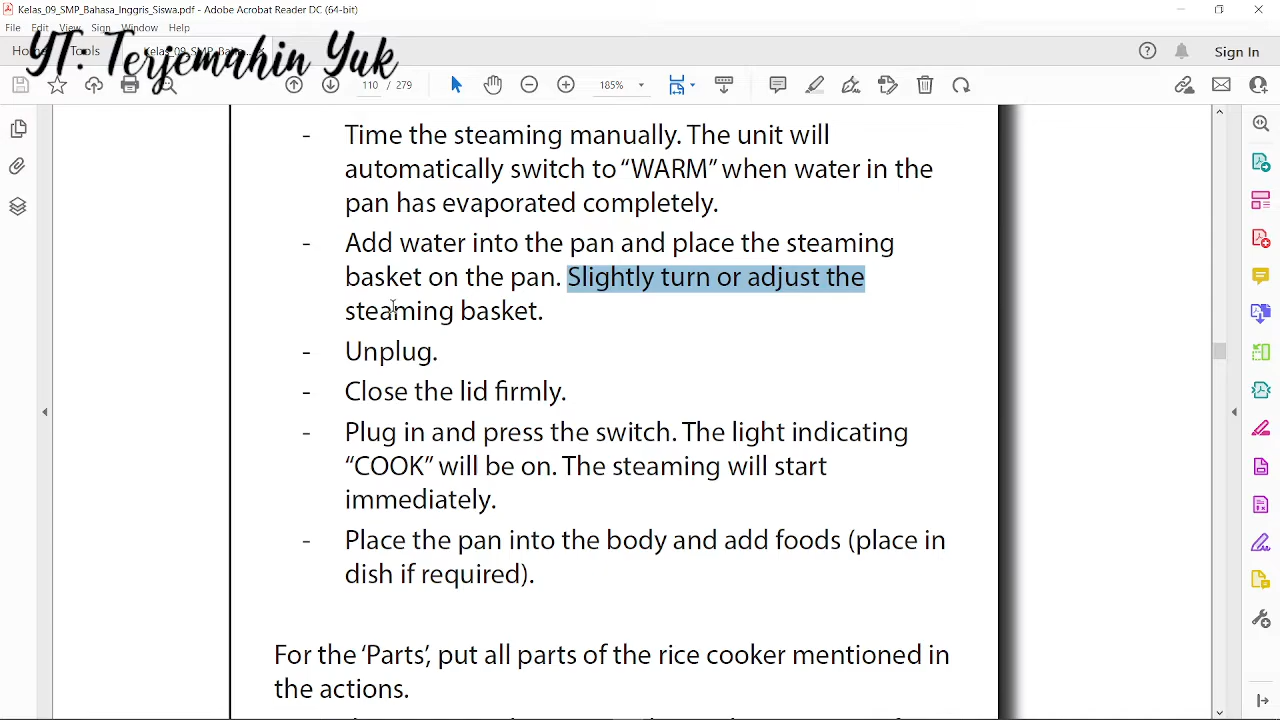 Kelas_09_SMP_Bahasa_Inggris_Siswa.pdf - Adobe Acrobat Reader DC (64-bit)
File Edit View Sign Window Help
YT: Terjemahin Yuk
Home Tools Kelas_09_SMP_Bahas... Sign In
110 / 279 185%
- Time the steaming manually. The unit will
automatically switch to “WARM” when water in the
pan has evaporated completely.
- Add water into the pan and place the steaming
basket on the pan. Slightly turn or adjust the
steaming basket.
- Unplug.
- Close the lid firmly.
- Plug in and press the switch. The light indicating
“COOK” will be on. The steaming will start
immediately.
- Place the pan into the body and add foods (place in
dish if required).
For the ‘Parts’, put all parts of the rice cooker mentioned in
the actions.